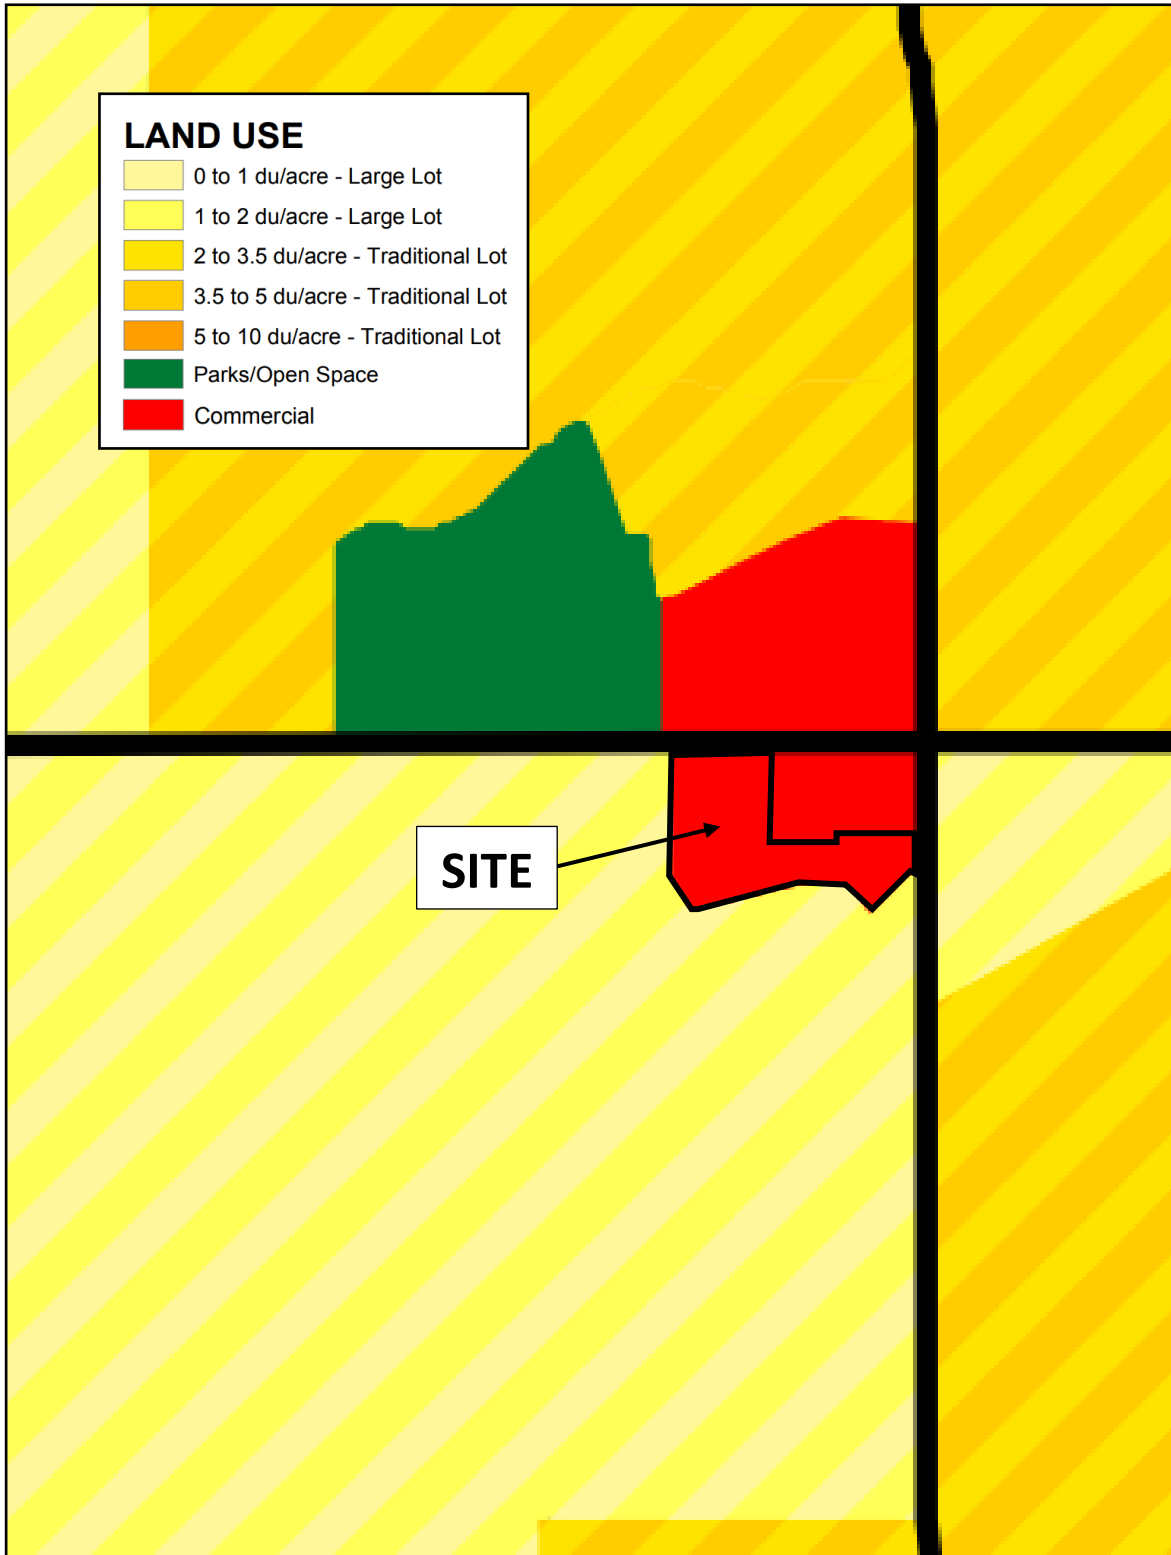 LAND USE
0 to 1 du/acre - Large Lot
1 to 2 du/acre - Large Lot
2 to 3.5 du/acre - Traditional Lot
3.5 to 5 du/acre - Traditional Lot
5 to 10 du/acre - Traditional Lot
Parks/Open Space
Commercial
SITE